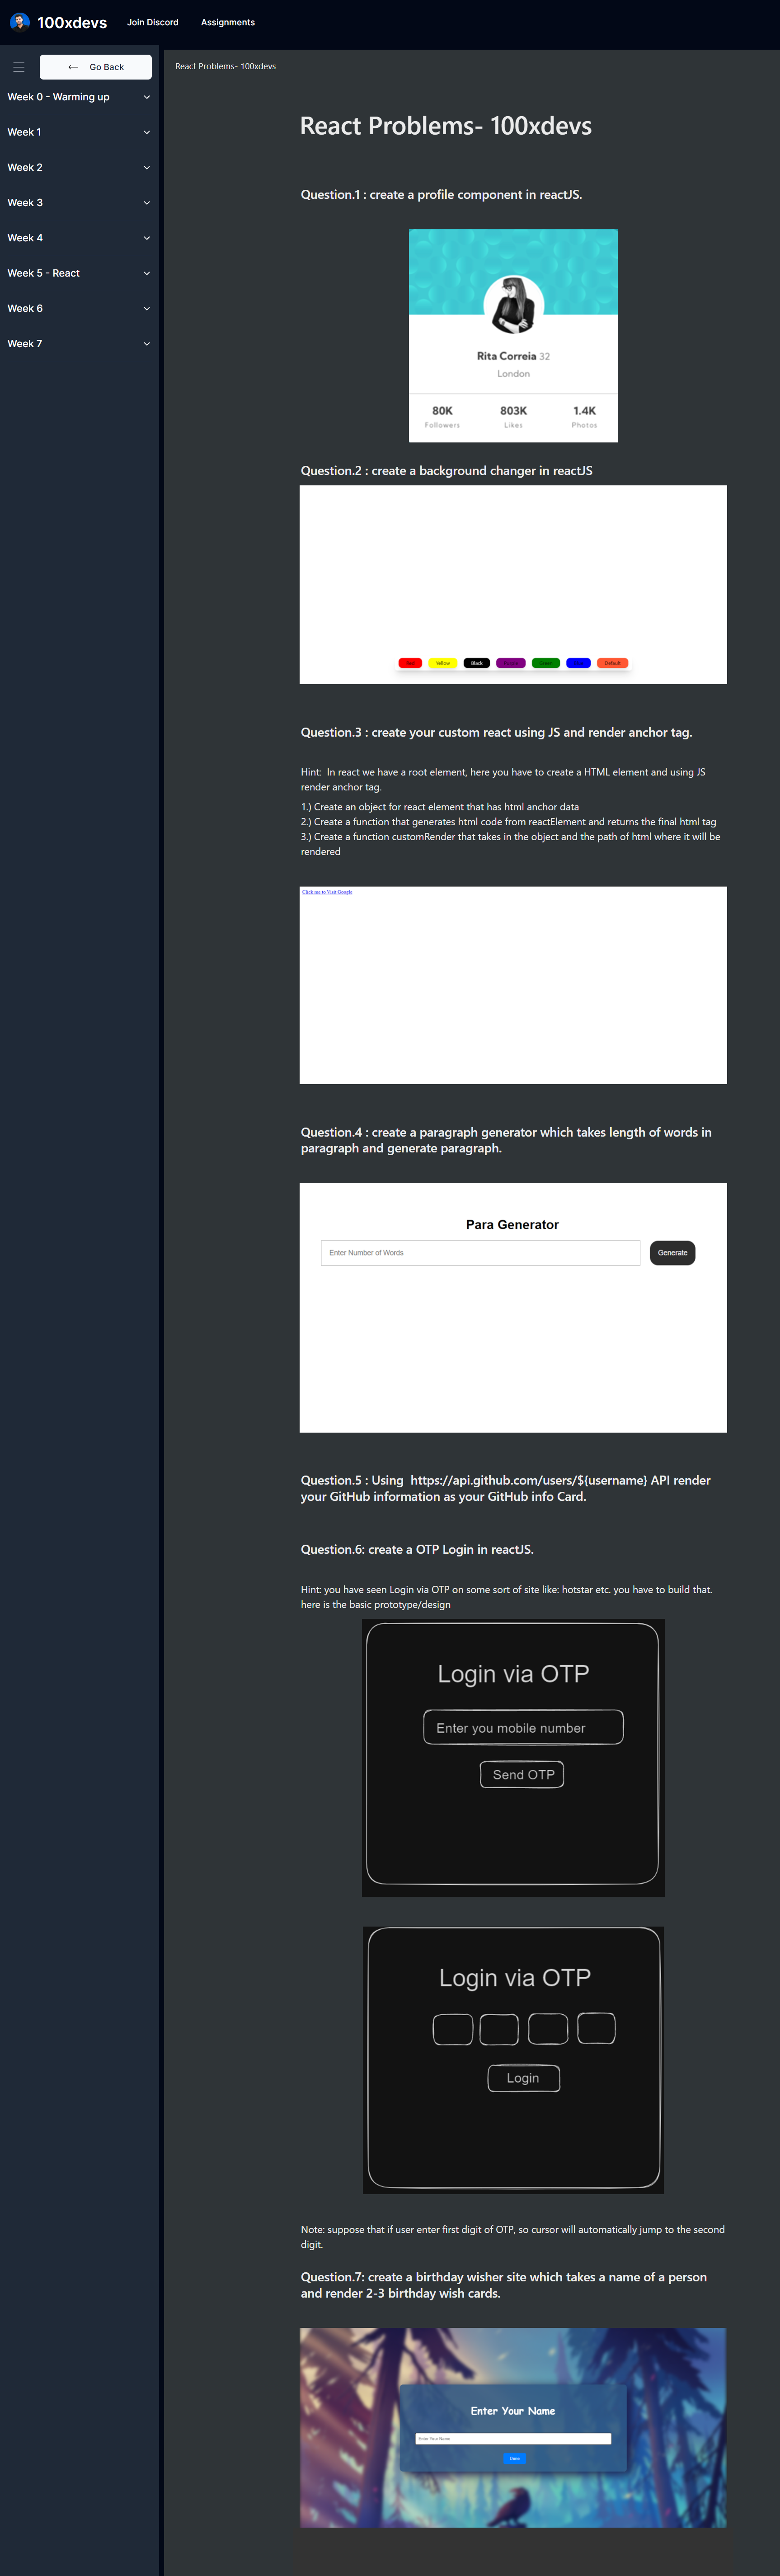 100xdevs
Join Discord
Assignments
Go Back
Week 0 - Warming up
Week 1
Week 2
Week 3
Week 4
Week 5 - React
Week 6
Week 7
React Problems- 100xdevs
React Problems- 100xdevs
Question.1 : create a profile component in reactJS.
Rita Correia 32
London
80K
Followers
803K
Likes
1.4K
Photos
Question.2 : create a background changer in reactJS
Red
Yellow
Black
Default
Question.3 : create your custom react using JS and render anchor tag.
Hint:  In react we have a root element, here you have to create a HTML element and using JS
render anchor tag.
1.) Create an object for react element that has html anchor data
2.) Create a function that generates html code from reactElement and returns the final html tag
3.) Create a function customRender that takes in the object and the path of html where it will be
rendered
Click me to Visit Google
Question.4 : create a paragraph generator which takes length of words in
paragraph and generate paragraph.
Para Generator
Enter Number of Words
Generate
Question.5 : Using  https://api.github.com/users/${username} API render
your GitHub information as your GitHub info Card.
Question.6: create a OTP Login in reactJS.
Hint: you have seen Login via OTP on some sort of site like: hotstar etc. you have to build that.
here is the basic prototype/design
Login via OTP
Enter you mobile number
Send OTP
Login via OTP
Login
Note: suppose that if user enter first digit of OTP, so cursor will automatically jump to the second
digit.
Question.7: create a birthday wisher site which takes a name of a person
and render 2-3 birthday wish cards.
Enter Your Name
Enter Your Name
Done